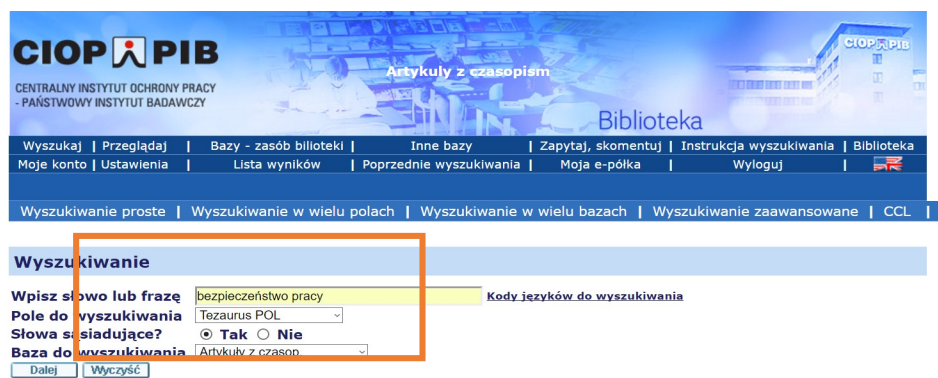 CIOP PIB
CENTRALNY INSTYTUT OCHRONY PRACY
- PAŃSTWOWY INSTYTUT BADAWCZY
Artykuly z czasopism
CIOP PIB
Biblioteka
Wyszukaj | Przeglądaj | Bazy - zasób bilioteki | Inne bazy | Zapytaj, skomentuj | Instrukcja wyszukiwania | Biblioteka
Moje konto | Ustawienia | Lista wyników | Poprzednie wyszukiwania | Moja e-półka | Wyloguj |
Wyszukiwanie proste | Wyszukiwanie w wielu polach | Wyszukiwanie w wielu bazach | Wyszukiwanie zaawansowane | CCL |
Wyszukiwanie
Wpisz słowo lub frazę bezpieczeństwo pracy Kody języków do wyszukiwania
Pole do wyszukiwania Tezaurus POL
Słowa sąsiadujące? Tak Nie
Baza do wyszukiwania Artykuły z czasop.
Dalej Wyczyść